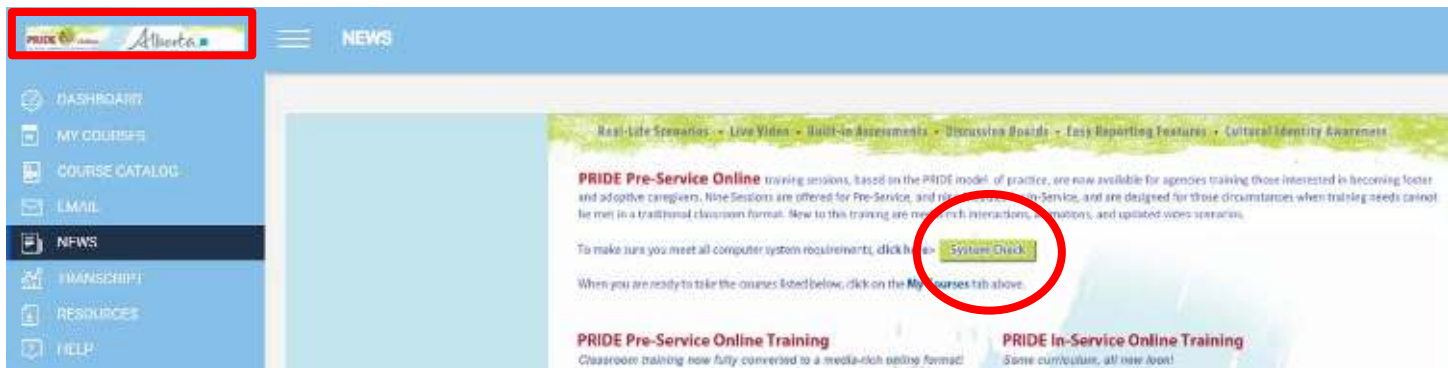 PRIDE Alberta
NEWS
DASHBOARD
MY COURSES
COURSE CATALOG
EMAIL
NEWS
TRANSCRIPT
RESOURCES
HELP
Real-Life Scenarios • Live Video • Built-in Assessments • Discussion Boards • Easy Reporting Features • Cultural Identity Awareness
PRIDE Pre-Service Online training sessions, based on the PRIDE model of practice, are now available for agencies training those interested in becoming foster
and adoptive caregivers. Nine Sessions are offered for Pre-Service, and In-Service, and are designed for those circumstances when training needs cannot
be met in a traditional classroom format. New to this training are media rich interactions, animations, and updated video scenarios.
To make sure you meet all computer system requirements, click here> System Check
When you are ready to take the courses listed below, click on the My Courses tab above.
PRIDE Pre-Service Online Training
Classroom training now fully converted to a media-rich online format!
PRIDE In-Service Online Training
Same curriculum, all new look!